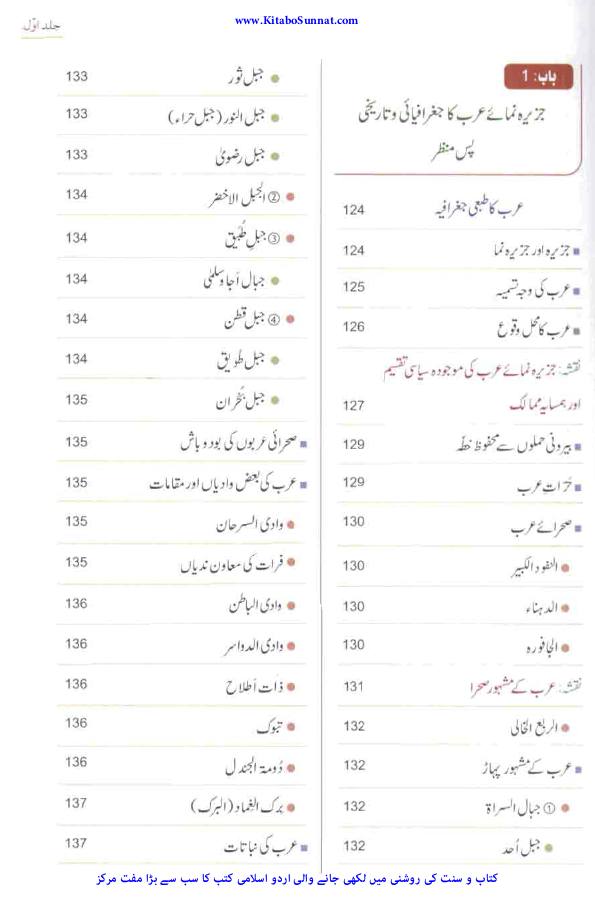 www.KitaboSunnat.com
جلد اوّل
باب: 1
جزیرہ نمائے عرب کا جغرافیائی و تاریخی
پس منظر
عرب کا طبعی جغرافیہ 124
جزیرہ اور جزیرہ نما 124
عرب کی وجہ تسمیہ 125
عرب کا محل وقوع 126
نقشہ: جزیرہ نمائے عرب کی موجودہ سیاسی تقسیم
اور ہمسایہ ممالک 127
بیرونی حملوں سے محفوظ خطہ 129
حرّاتِ عرب 129
صحرائے عرب 130
النفود الکبیر 130
الدہناء 130
الجافورہ 130
نقشہ: عرب کے مشہور صحرا 131
الربع الخالی 132
عرب کے مشہور پہاڑ 132
① جبال السراۃ 132
جبل اُحد 132
جبل ثور 133
جبل النور (جبل حراء) 133
جبل رضویٰ 133
② الجبل الاخضر 134
③ جبل طُبَیق 134
جبال أجا و سلمیٰ 134
④ جبل قطن 134
جبل طویق 134
جبل نجران 135
صحرائی عربوں کی بود و باش 135
عرب کی بعض وادیاں اور مقامات 135
وادی السرحان 135
فرات کی معاون ندیاں 135
وادی الباطن 136
وادی الدواسر 136
ذات أطلاح 136
تبوک 136
دُومۃ الجندل 136
برک الغماد (البرک) 137
عرب کی نباتات 137
کتاب و سنت کی روشنی میں لکھی جانے والی اردو اسلامی کتب کا سب سے بڑا مفت مرکز